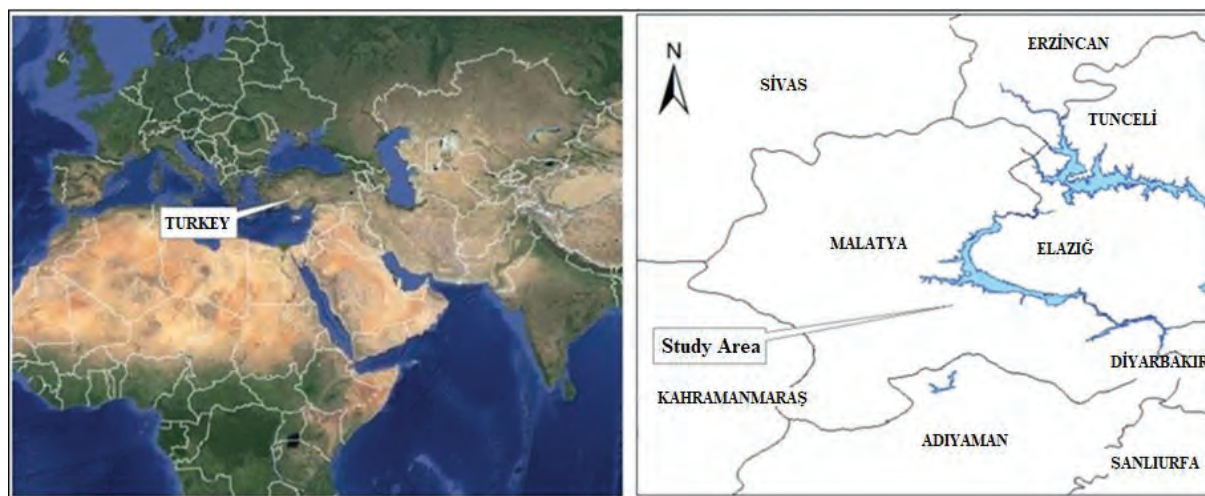 TURKEY
N
ERZİNCAN
SİVAS
TUNCELİ
MALATYA
ELAZIĞ
Study Area
DİYARBAKIR
KAHRAMANMARAŞ
ADIYAMAN
SANLIURFA